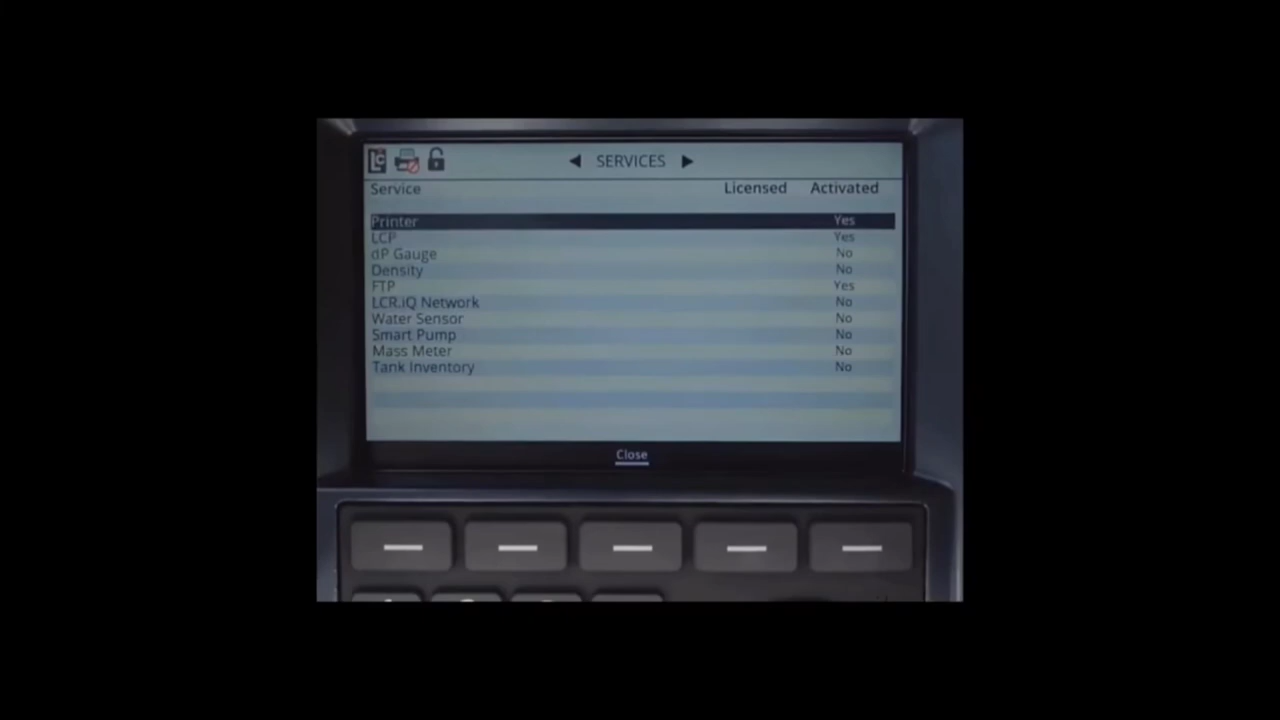 LC
SERVICES
Service Licensed Activated
Printer Yes
LCP Yes
dP Gauge No
Density No
FTP Yes
LCR.iQ Network No
Water Sensor No
Smart Pump No
Mass Meter No
Tank Inventory No
Close